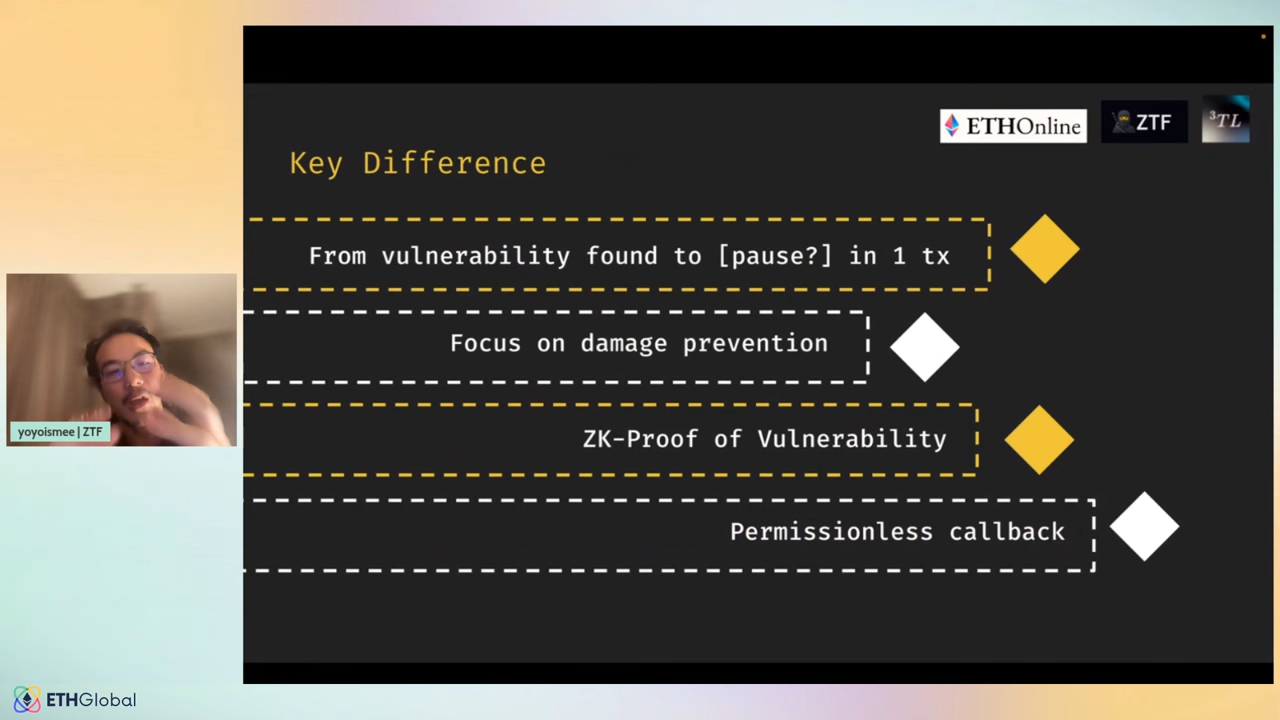 ETHOnline
ZTF
³TL
Key Difference
From vulnerability found to [pause?] in 1 tx
Focus on damage prevention
ZK-Proof of Vulnerability
Permissionless callback
yoyoismee | ZTF
ETHGlobal